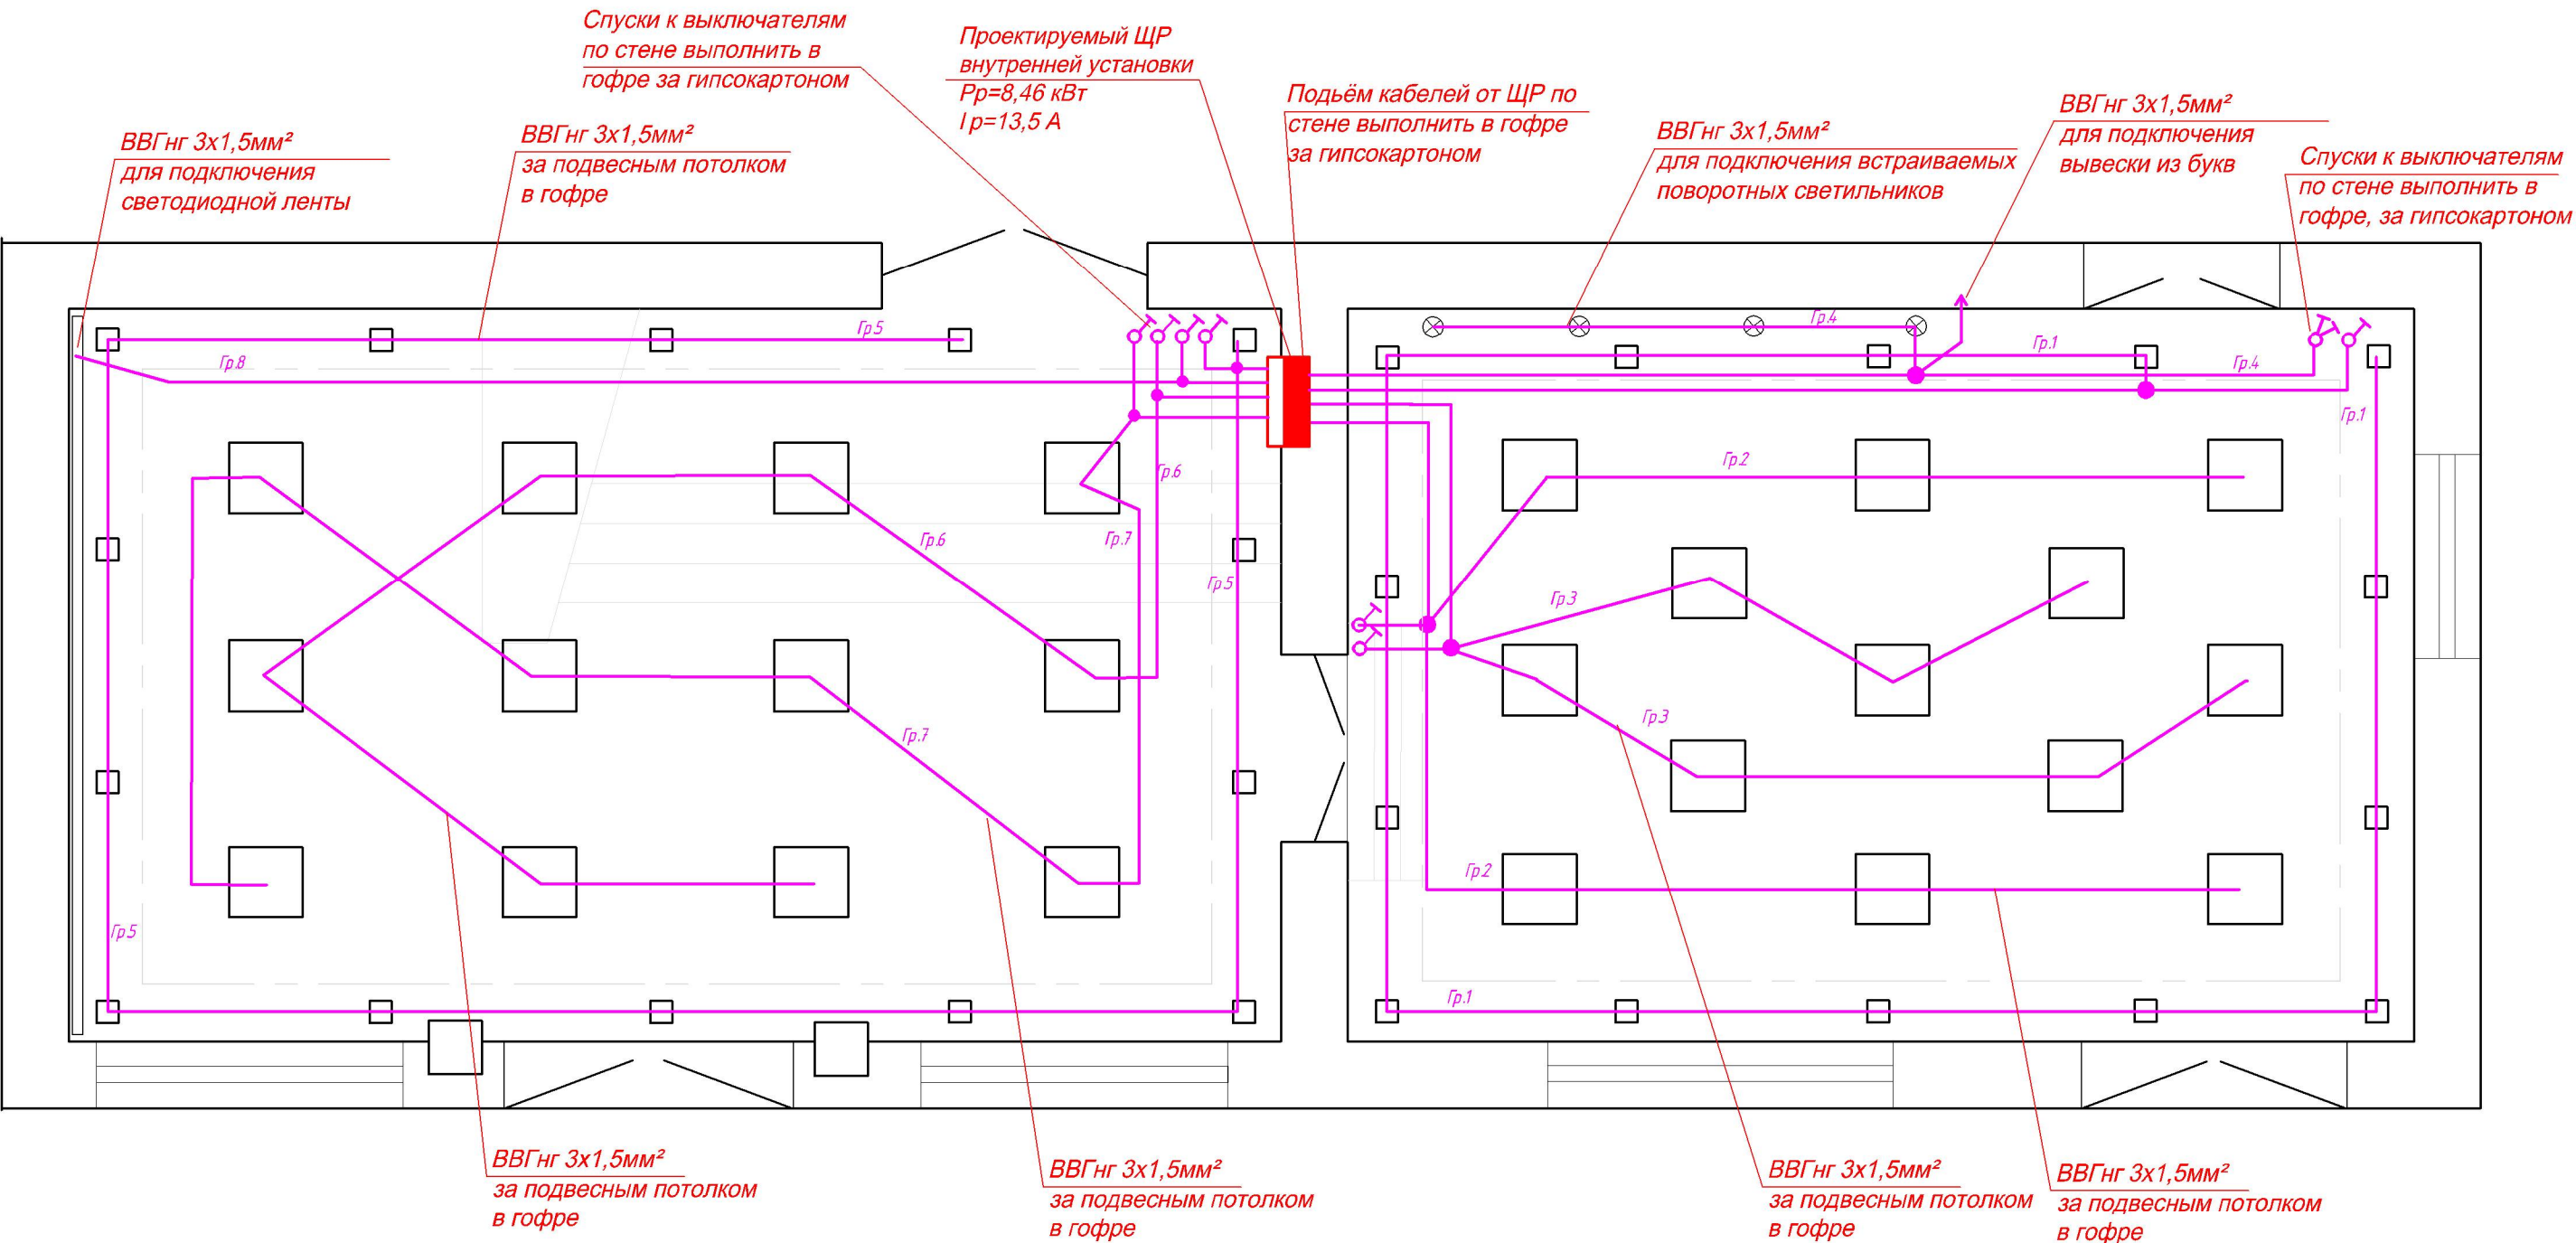 Спуски к выключателям
по стене выполнить в
гофре за гипсокартоном
Проектируемый ЩР
внутренней установки
Рр=8,46 кВт
I р=13,5 А
Подьём кабелей от ЩР по
стене выполнить в гофре
за гипсокартоном
ВВГнг 3х1,5мм²
для подключения
светодиодной ленты
ВВГнг 3х1,5мм²
за подвесным потолком
в гофре
ВВГнг 3х1,5мм²
для подключения встраиваемых
поворотных светильников
ВВГнг 3х1,5мм²
для подключения
вывески из букв
Спуски к выключателям
по стене выполнить в
гофре, за гипсокартоном
Гр.5
Гр.8
Гр.4
Гр.1
Гр.4
Гр.1
Гр.6
Гр.2
Гр.6
Гр.7
Гр.5
Гр.3
Гр.7
Гр.3
Гр.2
Гр.5
Гр.1
ВВГнг 3х1,5мм²
за подвесным потолком
в гофре
ВВГнг 3х1,5мм²
за подвесным потолком
в гофре
ВВГнг 3х1,5мм²
за подвесным потолком
в гофре
ВВГнг 3х1,5мм²
за подвесным потолком
в гофре